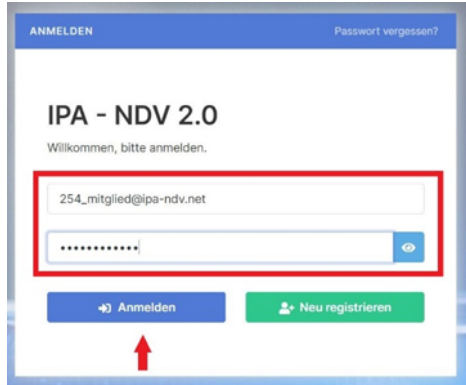 ANMELDEN Passwort vergessen?
IPA - NDV 2.0
Willkommen, bitte anmelden.
254_mitglied@ipa-ndv.net
••••••••••••
Anmelden Neu registrieren